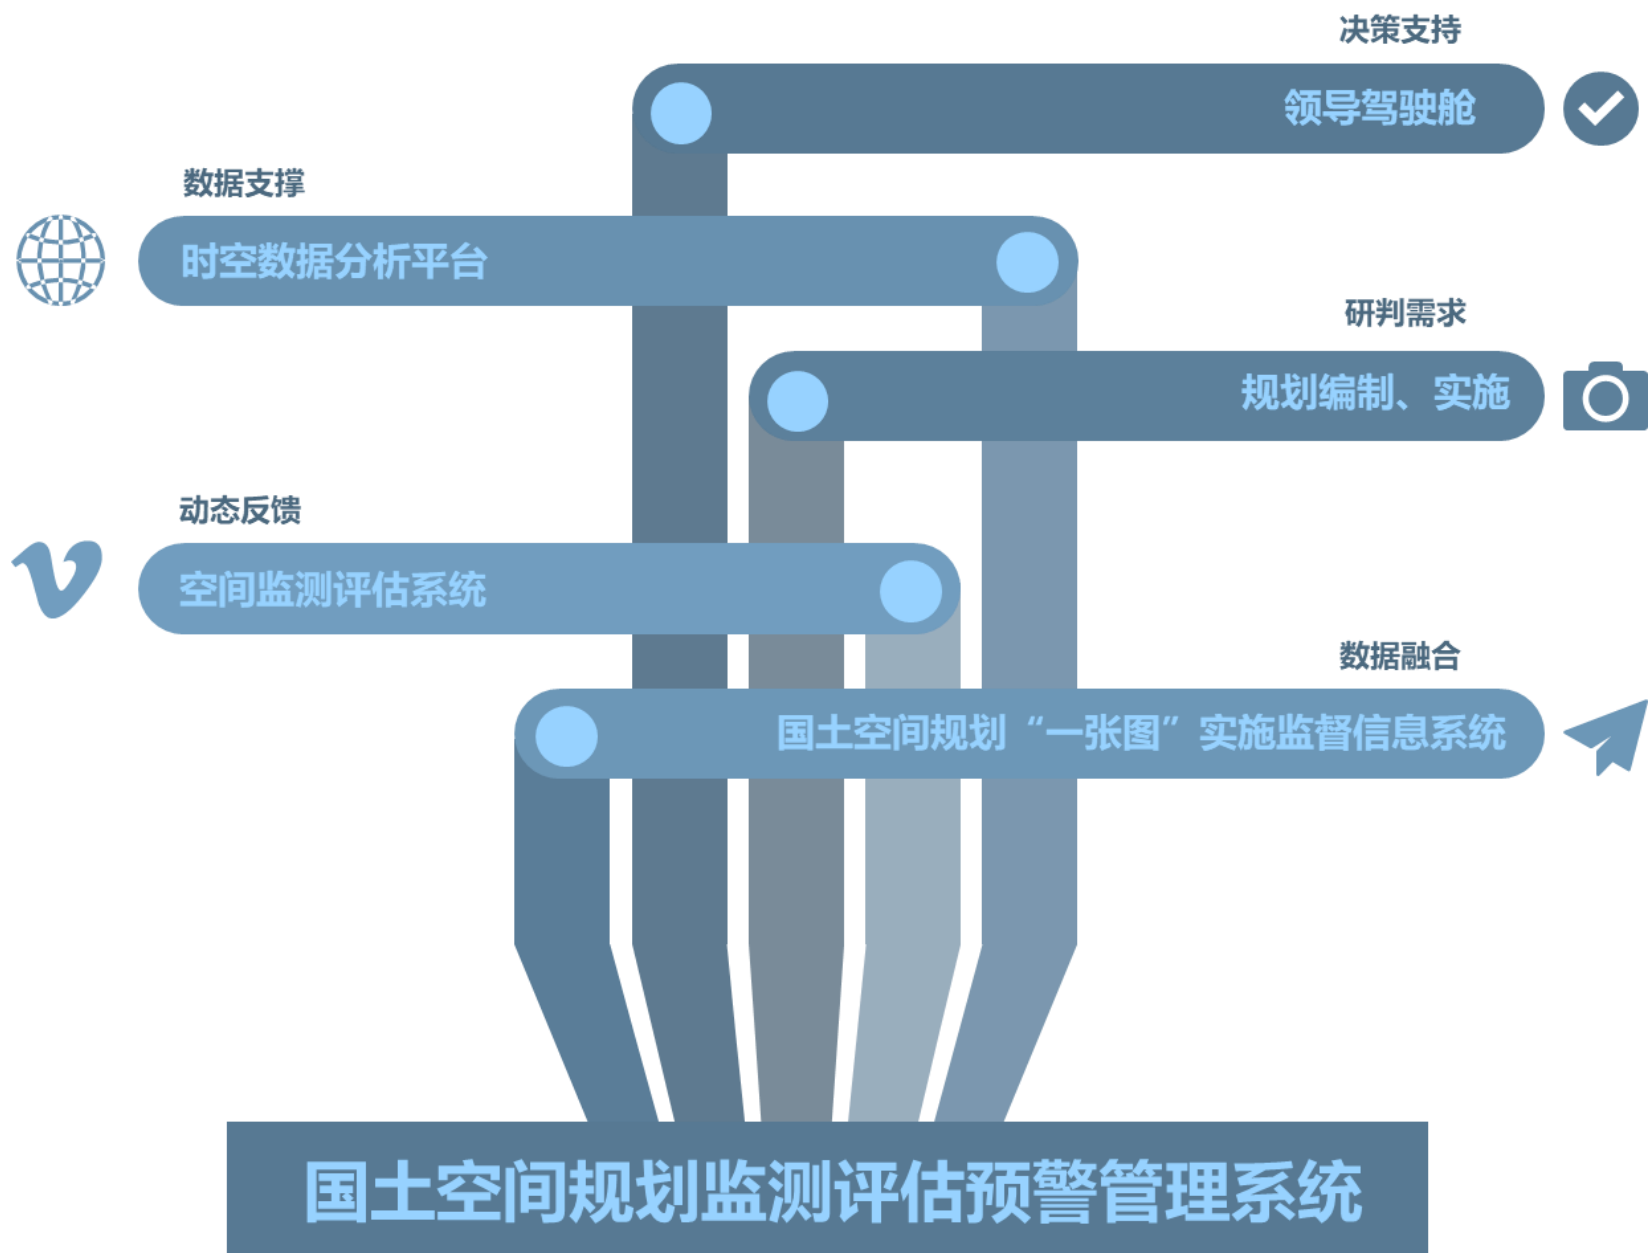 决策支持
领导驾驶舱
数据支撑
时空数据分析平台
研判需求
规划编制、实施
动态反馈
空间监测评估系统
数据融合
国土空间规划“一张图”实施监督信息系统
国土空间规划监测评估预警管理系统